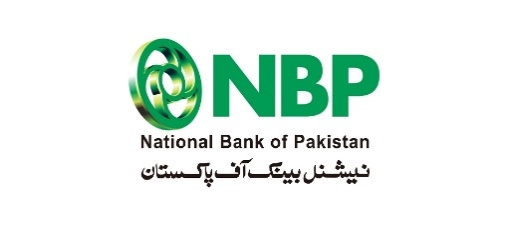 NBP
National Bank of Pakistan
نیشنل بینک آف پاکستان